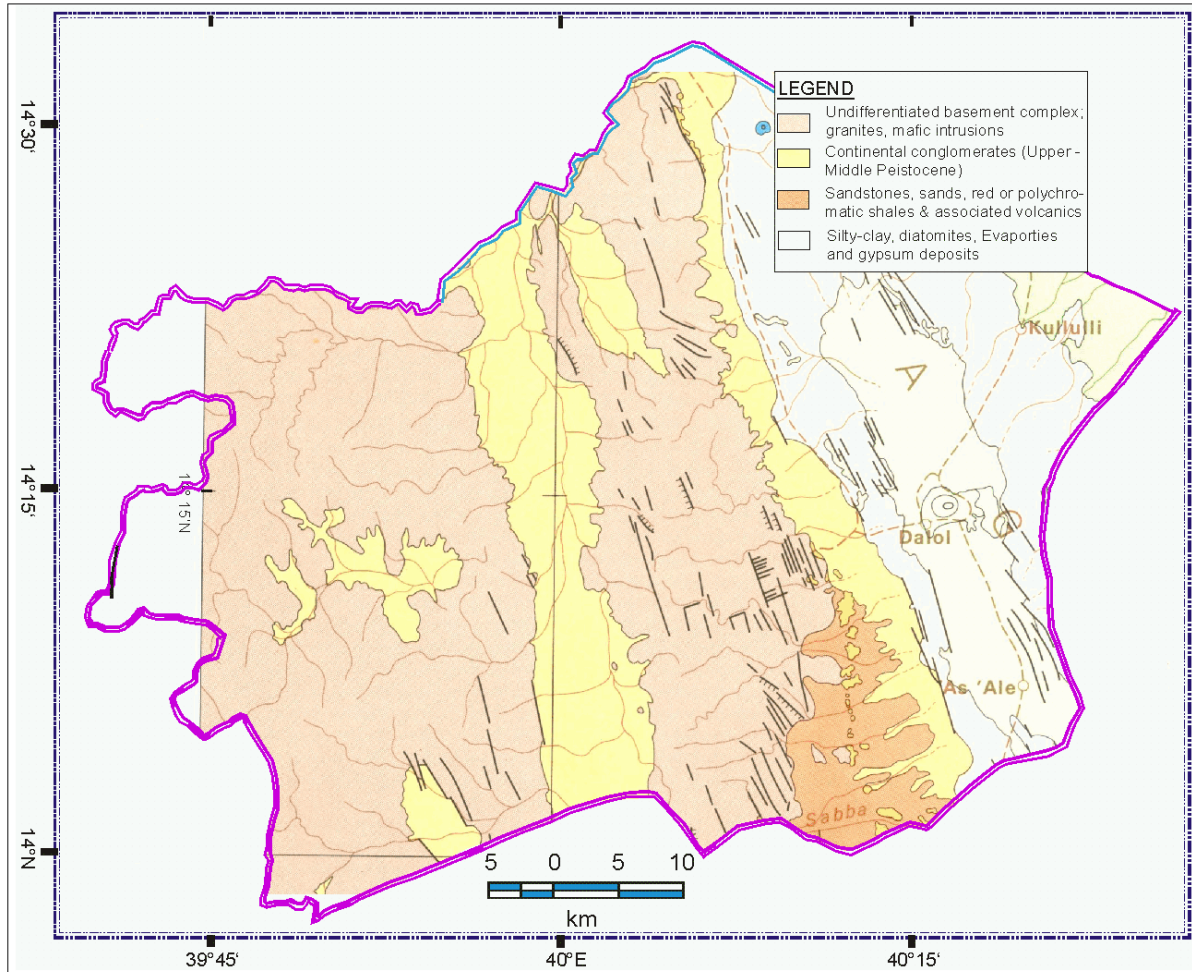 LEGEND
Undifferentiated basement complex;
granites, mafic intrusions
Continental conglomerates (Upper -
Middle Peistocene)
Sandstones, sands, red or polychro-
matic shales & associated volcanics
Silty-clay, diatomites, Evaporties
and gypsum deposits
14°30‘
Kullulli
A
14°15‘
15'N
Dalol
As 'Ale
Sabba
14°N
5 0 5 10
km
39°45‘ 40°E 40°15‘